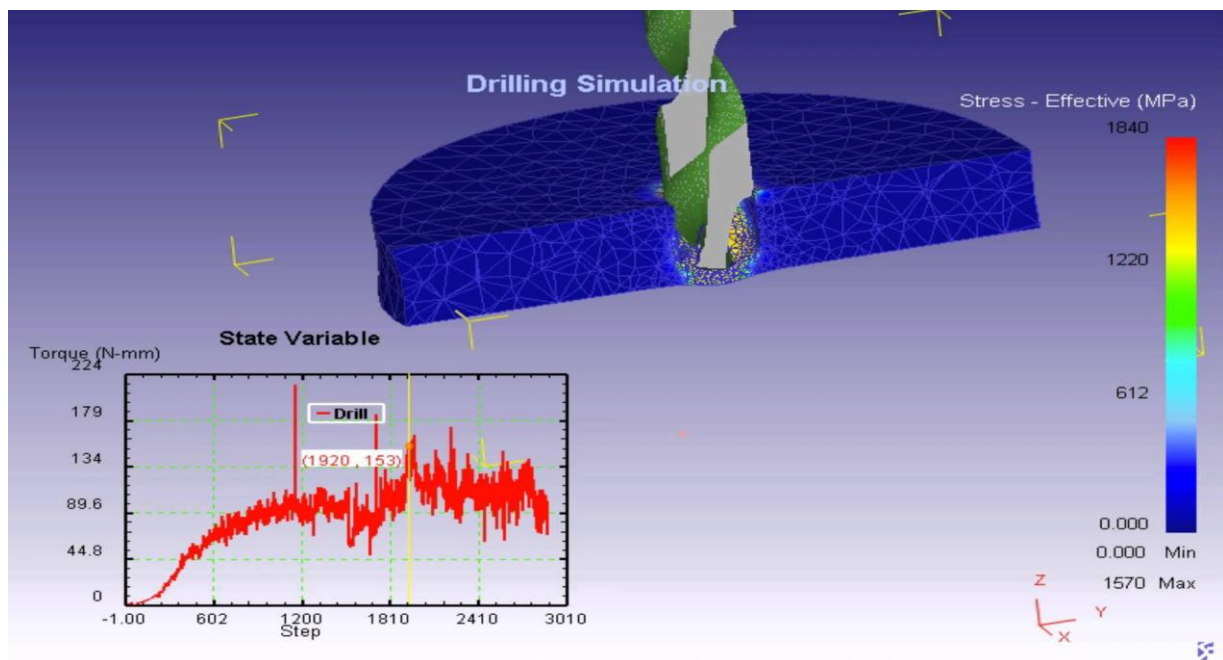 Drilling Simulation
Stress - Effective (MPa)
1840
1220
612
0.000
0.000 Min
1570 Max
State Variable
Torque (N-mm)
224
179
134
89.6
44.8
0
Drill
(1920 , 153)
-1.00 602 1200 1810 2410 3010
Step
Z
Y
X